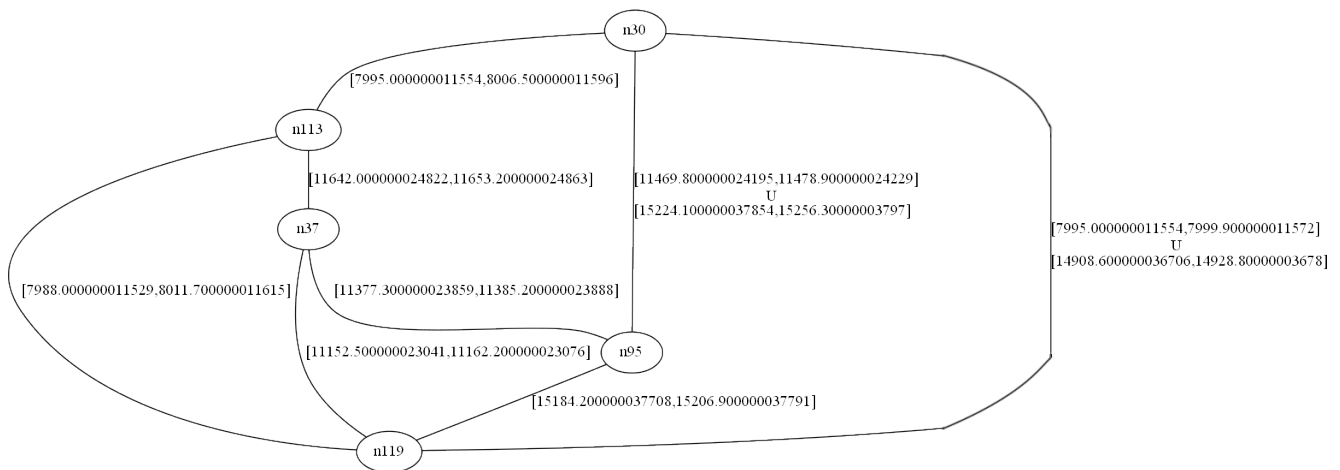 n30
[7995.000000011554,8006.500000011596]
n113
[11642.000000024822,11653.200000024863]
[11469.800000024195,11478.900000024229]
U
[15224.100000037854,15256.30000003797]
n37
[7995.000000011554,7999.900000011572]
U
[14908.600000036706,14928.80000003678]
[7988.000000011529,8011.700000011615]
[11377.300000023859,11385.200000023888]
[11152.500000023041,11162.200000023076]
n95
[15184.200000037708,15206.900000037791]
n119